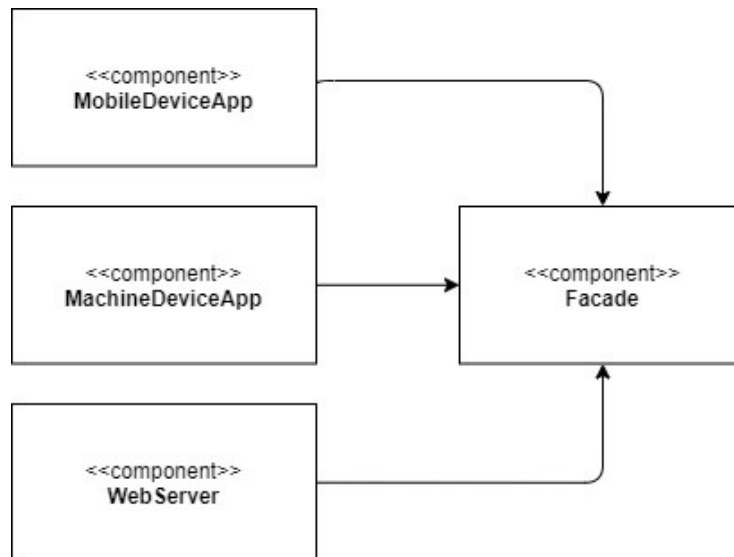 <<component>>
MobileDeviceApp
<<component>>
MachineDeviceApp
<<component>>
Facade
<<component>>
WebServer